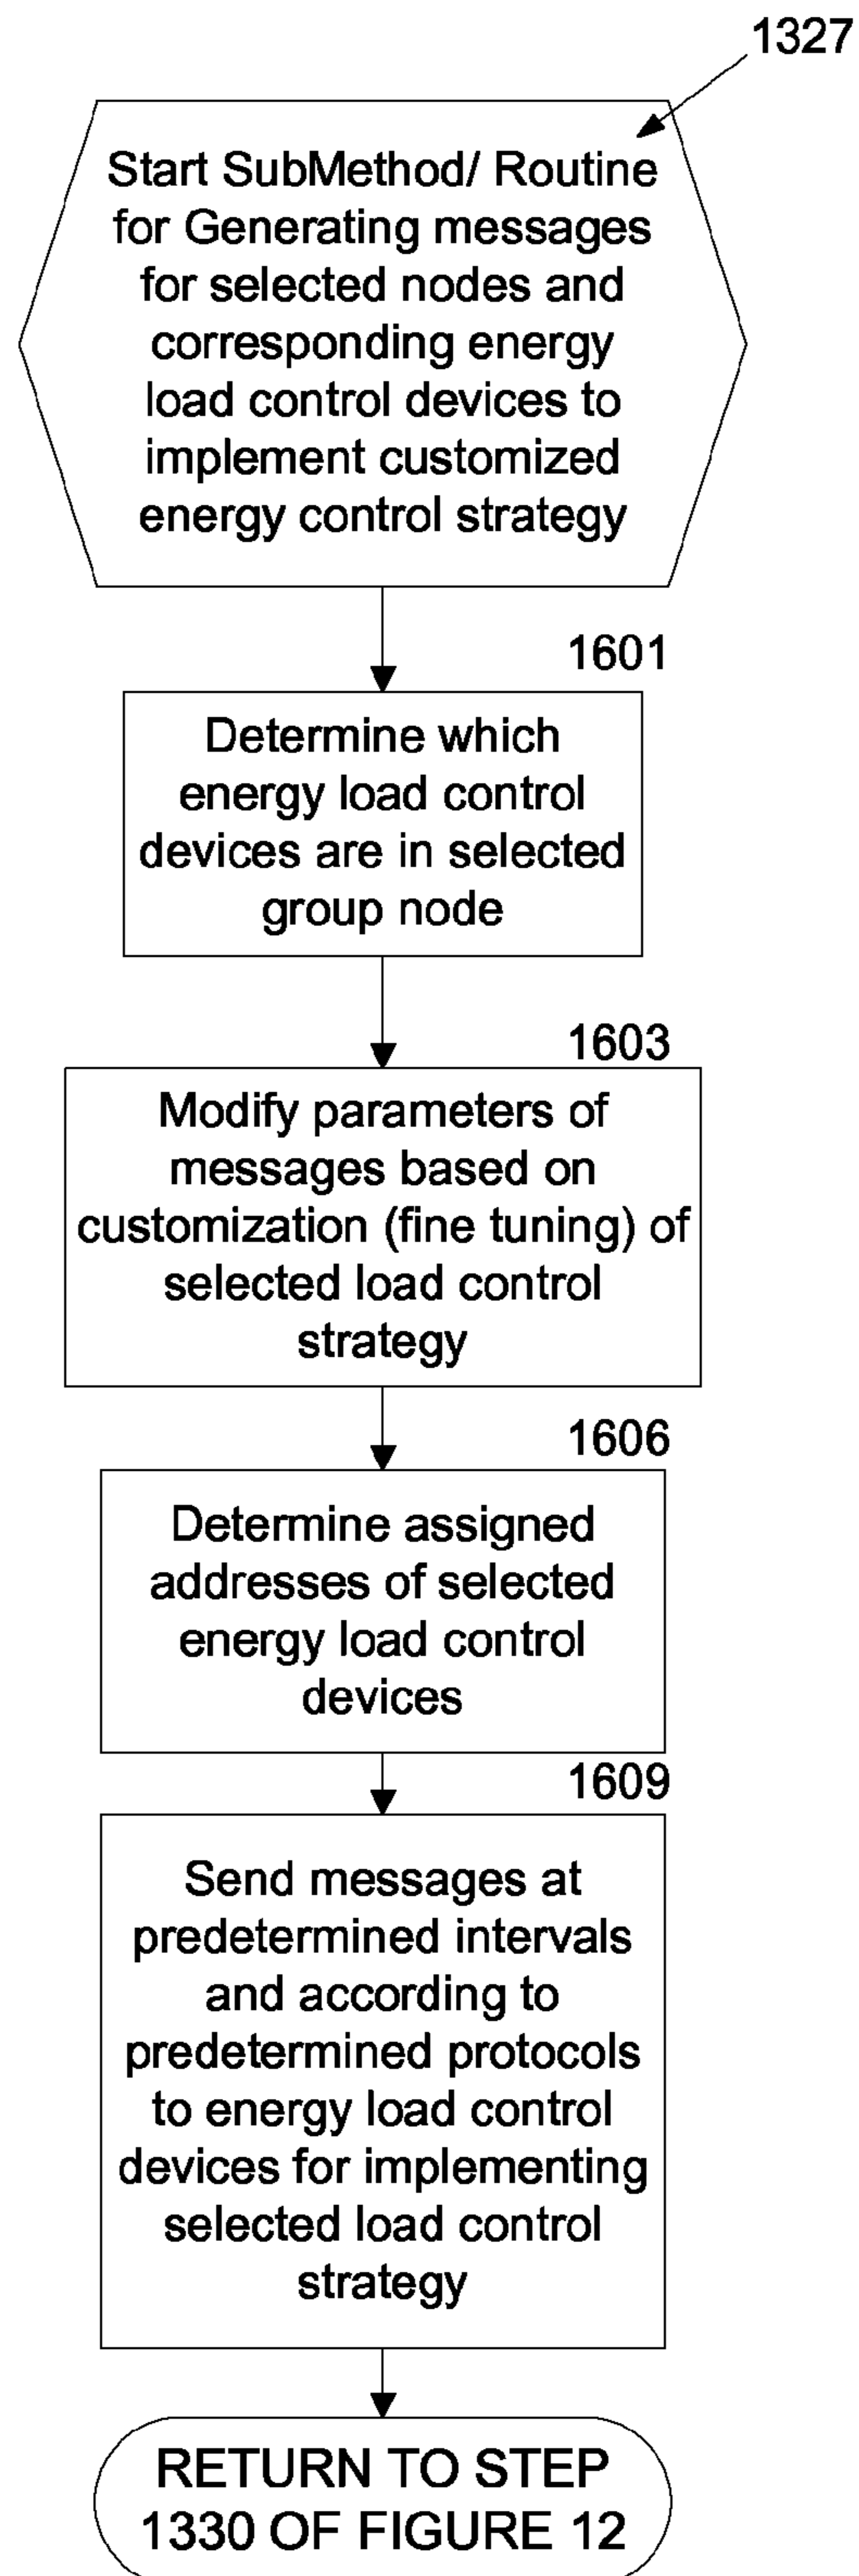 1327
Start SubMethod/ Routine
for Generating messages
for selected nodes and
corresponding energy
load control devices to
implement customized
energy control strategy
1601
Determine which
energy load control
devices are in selected
group node
1603
Modify parameters of
messages based on
customization (fine tuning) of
selected load control
strategy
1606
Determine assigned
addresses of selected
energy load control
devices
1609
Send messages at
predetermined intervals
and according to
predetermined protocols
to energy load control
devices for implementing
selected load control
strategy
RETURN TO STEP
1330 OF FIGURE 12